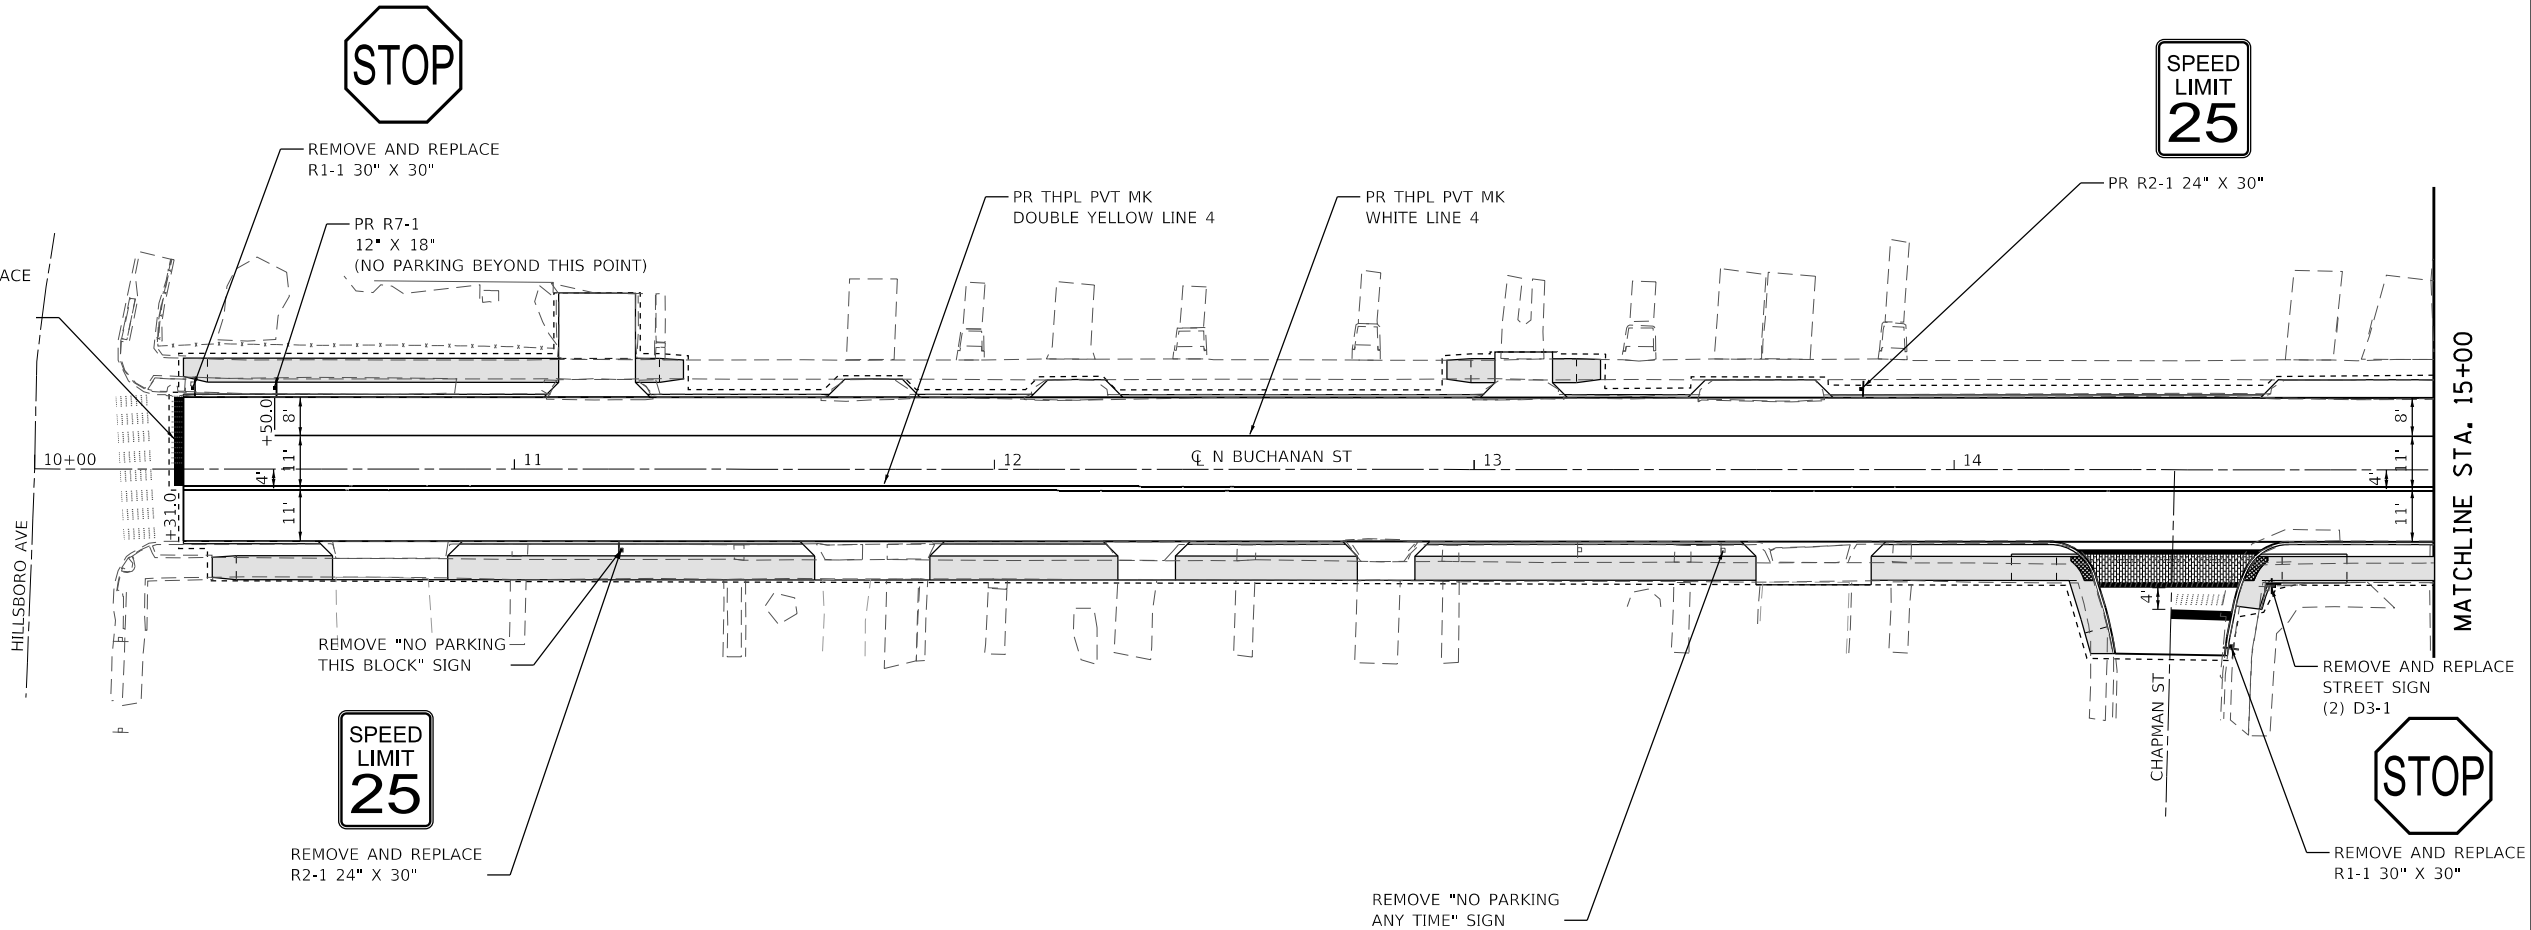 STOP
REMOVE AND REPLACE
R1-1 30" X 30"
PR R7-1
12" X 18"
(NO PARKING BEYOND THIS POINT)
ACE
PR THPL PVT MK
DOUBLE YELLOW LINE 4
PR THPL PVT MK
WHITE LINE 4
SPEED
LIMIT
25
PR R2-1 24" X 30"
MATCHLINE STA. 15+00
HILLSBORO AVE
10+00
+50.0
+31.0
8'
11'
4'
11'
11
12
℄ N BUCHANAN ST
13
14
8'
11'
4'
11'
REMOVE "NO PARKING
THIS BLOCK" SIGN
SPEED
LIMIT
25
REMOVE AND REPLACE
R2-1 24" X 30"
REMOVE "NO PARKING
ANY TIME" SIGN
4'
CHAPMAN ST
REMOVE AND REPLACE
STREET SIGN
(2) D3-1
STOP
REMOVE AND REPLACE
R1-1 30" X 30"